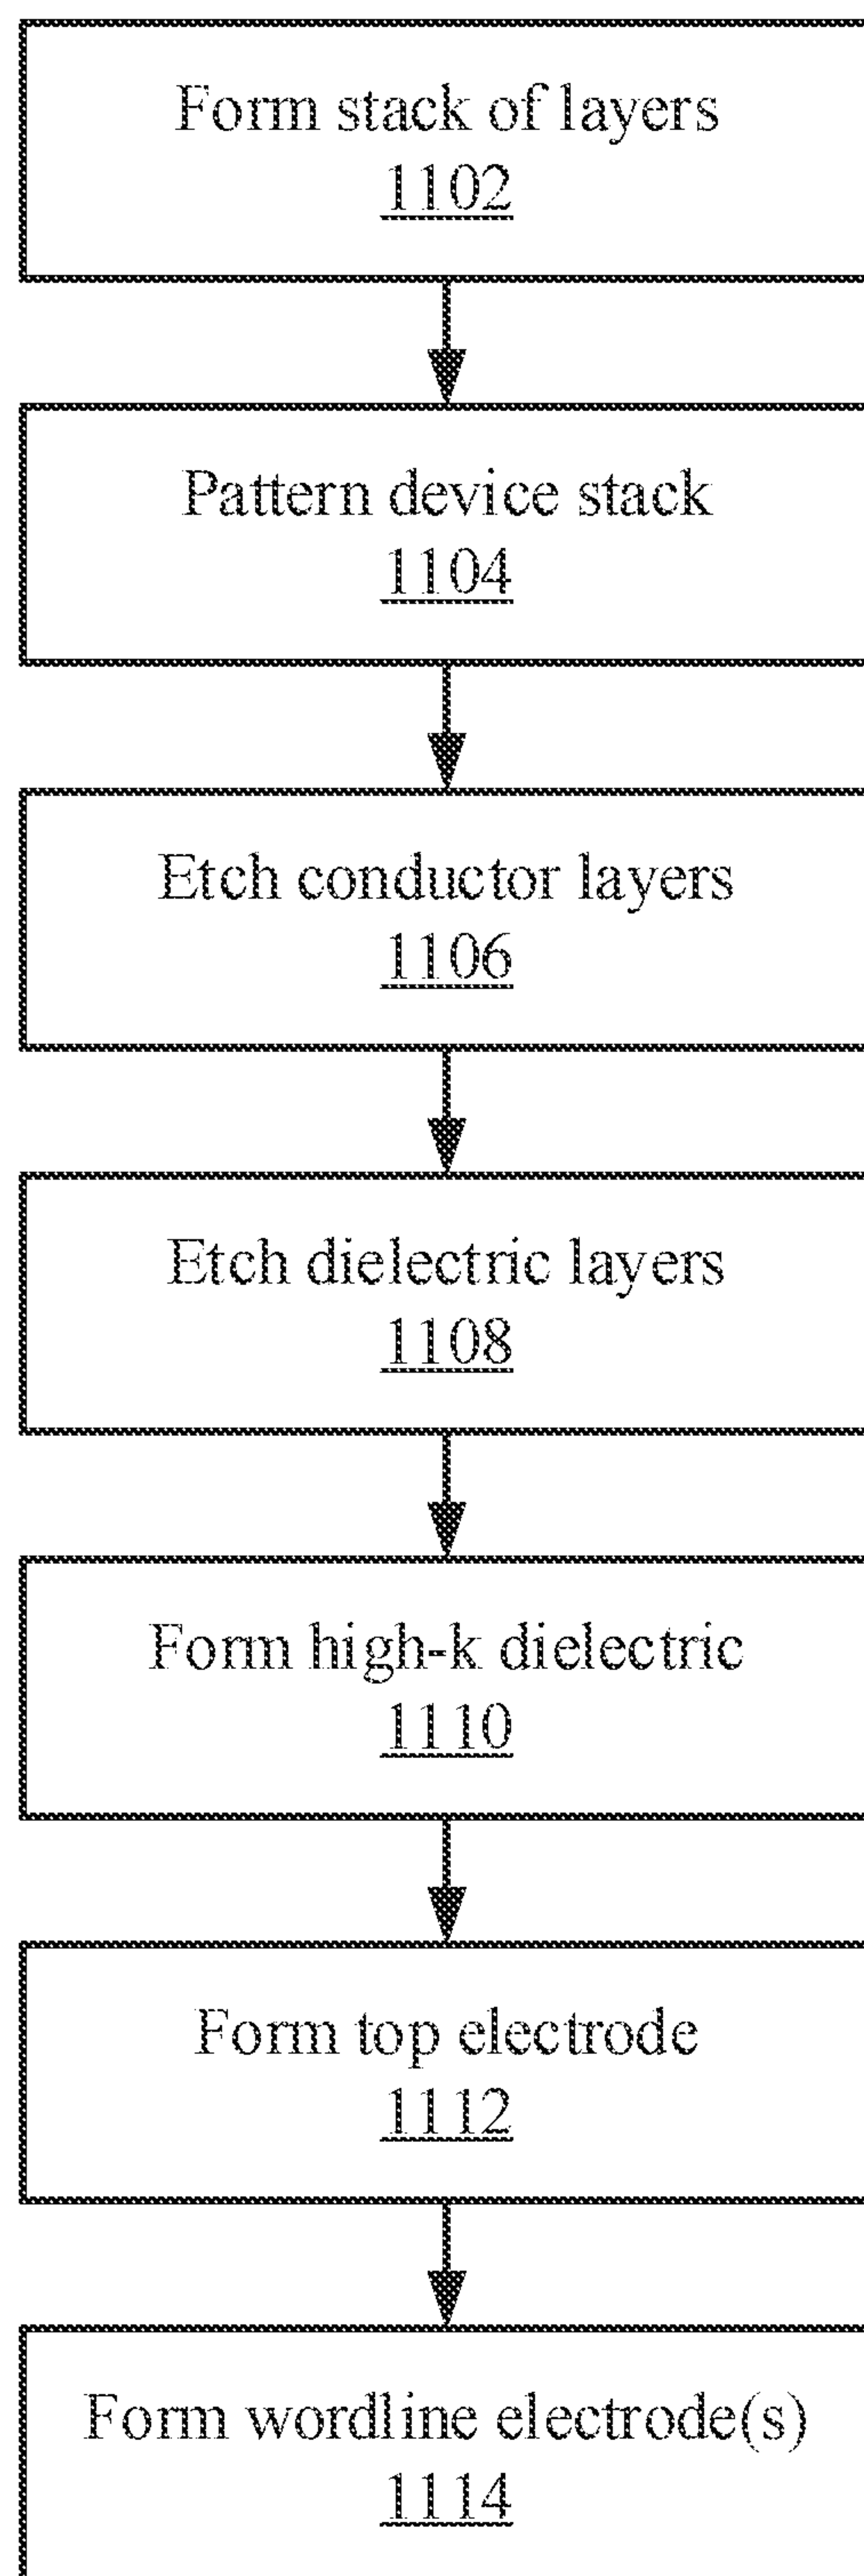 Form stack of layers
1102
Pattern device stack
1104
Etch conductor layers
1106
Etch dielectric layers
1108
Form high-k dielectric
1110
Form top electrode
1112
Form wordline electrode(s)
1114